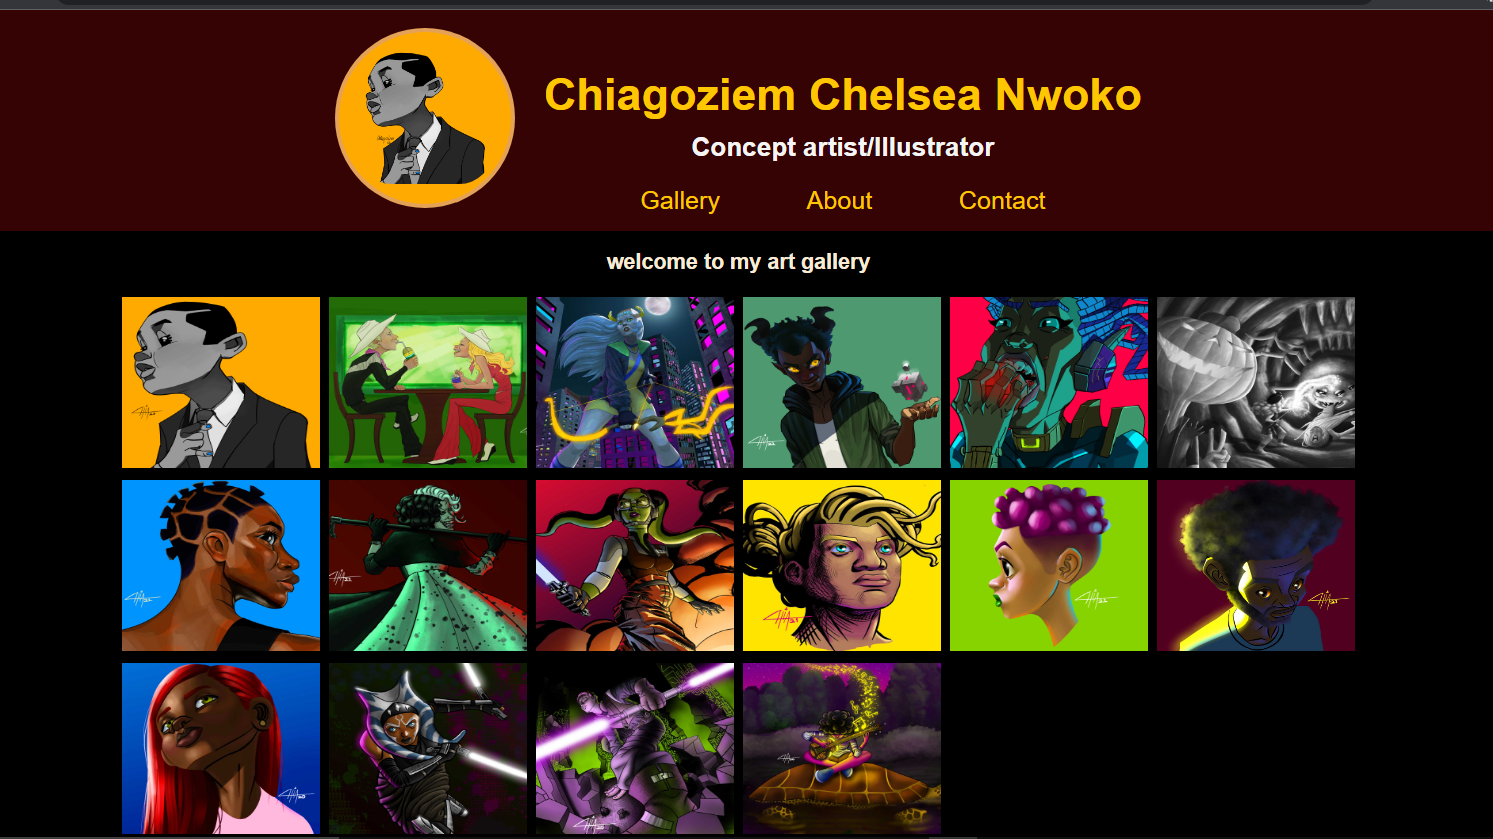 Chiagoziem Chelsea Nwoko
Concept artist/Illustrator
Gallery About Contact
welcome to my art gallery